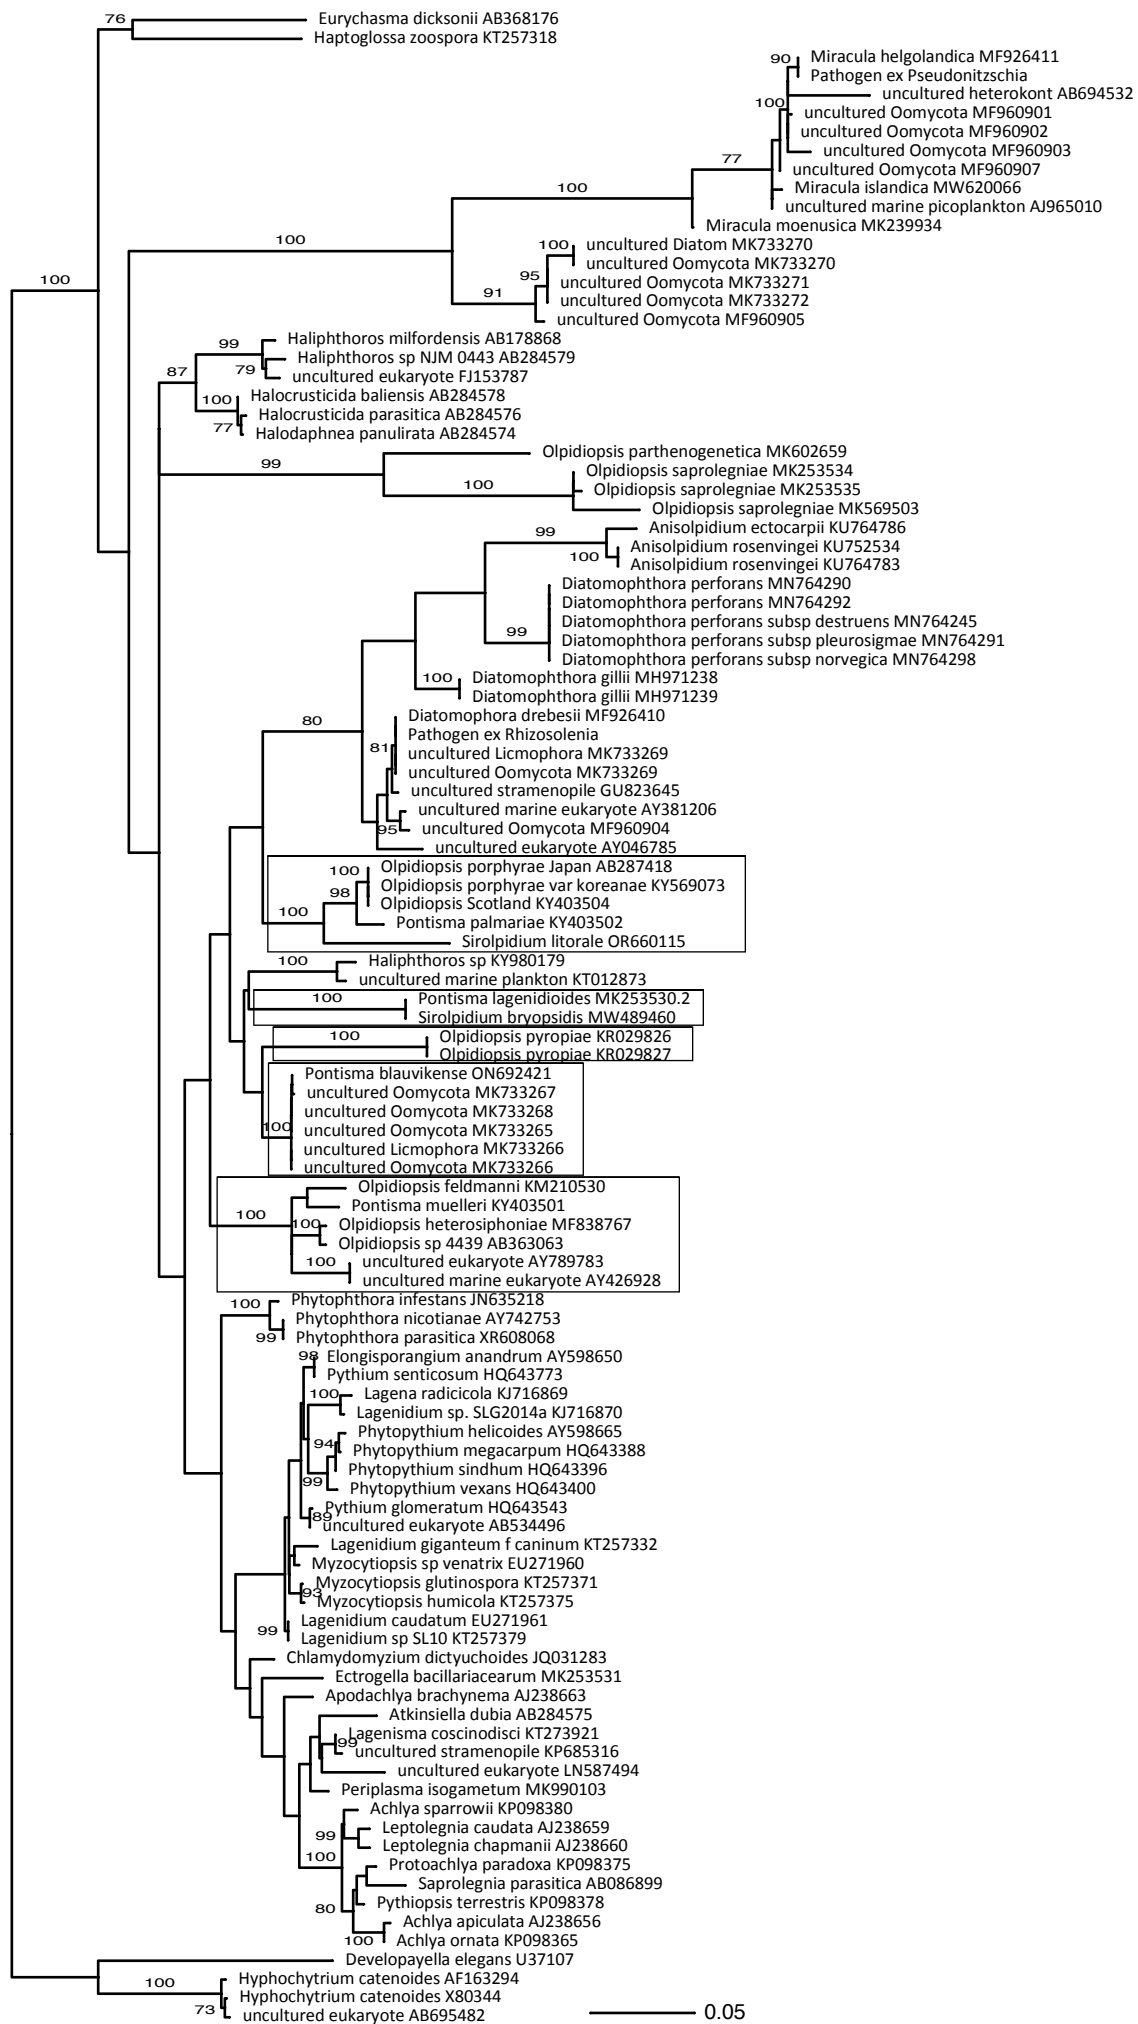 76
Eurychasma dicksonii AB368176
Haptoglossa zoospora KT257318
90
Miracula helgolandica MF926411
Pathogen ex Pseudonitzschia
uncultured heterokont AB694532
100
uncultured Oomycota MF960901
uncultured Oomycota MF960902
uncultured Oomycota MF960903
77
uncultured Oomycota MF960907
100
Miracula islandica MW620066
uncultured marine picoplankton AJ965010
Miracula moenusica MK239934
100
100
uncultured Diatom MK733270
uncultured Oomycota MK733270
100
95
uncultured Oomycota MK733271
91
uncultured Oomycota MK733272
uncultured Oomycota MF960905
99
Haliphthoros milfordensis AB178868
Haliphthoros sp NJM 0443 AB284579
87
79
uncultured eukaryote FJ153787
100
Halocrusticida baliensis AB284578
Halocrusticida parasitica AB284576
77
Halodaphnea panulirata AB284574
Olpidiopsis parthenogenetica MK602659
99
Olpidiopsis saprolegniae MK253534
100
Olpidiopsis saprolegniae MK253535
Olpidiopsis saprolegniae MK569503
99
Anisolpidium ectocarpii KU764786
Anisolpidium rosenvingei KU752534
100
Anisolpidium rosenvingei KU764783
Diatomophthora perforans MN764290
Diatomophthora perforans MN764292
Diatomophthora perforans subsp destruens MN764245
99
Diatomophthora perforans subsp pleurosigmae MN764291
Diatomophthora perforans subsp norvegica MN764298
100
Diatomophthora gillii MH971238
Diatomophthora gillii MH971239
80
Diatomophora drebesii MF926410
Pathogen ex Rhizosolenia
81
uncultured Licmophora MK733269
uncultured Oomycota MK733269
uncultured stramenopile GU823645
uncultured marine eukaryote AY381206
95
uncultured Oomycota MF960904
uncultured eukaryote AY046785
100
Olpidiopsis porphyrae Japan AB287418
Olpidiopsis porphyrae var koreanae KY569073
98
Olpidiopsis Scotland KY403504
100
Pontisma palmariae KY403502
Sirolpidium litorale OR660115
100
Haliphthoros sp KY980179
uncultured marine plankton KT012873
100
Pontisma lagenidioides MK253530.2
Sirolpidium bryopsidis MW489460
100
Olpidiopsis pyropiae KR029826
Olpidiopsis pyropiae KR029827
Pontisma blauvikense ON692421
uncultured Oomycota MK733267
uncultured Oomycota MK733268
100
uncultured Oomycota MK733265
uncultured Licmophora MK733266
uncultured Oomycota MK733266
Olpidiopsis feldmanni KM210530
Pontisma muelleri KY403501
100
100
Olpidiopsis heterosiphoniae MF838767
Olpidiopsis sp 4439 AB363063
100
uncultured eukaryote AY789783
uncultured marine eukaryote AY426928
100
Phytophthora infestans JN635218
Phytophthora nicotianae AY742753
99
Phytophthora parasitica XR608068
98
Elongisporangium anandrum AY598650
Pythium senticosum HQ643773
100
Lagena radicicola KJ716869
Lagenidium sp. SLG2014a KJ716870
Phytopythium helicoides AY598665
94
Phytopythium megacarpum HQ643388
Phytopythium sindhum HQ643396
99
Phytopythium vexans HQ643400
Pythium glomeratum HQ643543
89
uncultured eukaryote AB534496
Lagenidium giganteum f caninum KT257332
Myzocytiopsis sp venatrix EU271960
Myzocytiopsis glutinospora KT257371
93
Myzocytiopsis humicola KT257375
Lagenidium caudatum EU271961
99
Lagenidium sp SL10 KT257379
Chlamydomyzium dictyuchoides JQ031283
Ectrogella bacillariacearum MK253531
Apodachlya brachynema AJ238663
Atkinsiella dubia AB284575
Lagenisma coscinodisci KT273921
99
uncultured stramenopile KP685316
uncultured eukaryote LN587494
Periplasma isogametum MK990103
Achlya sparrowii KP098380
99
Leptolegnia caudata AJ238659
Leptolegnia chapmanii AJ238660
100
Protoachlya paradoxa KP098375
Saprolegnia parasitica AB086899
80
Pythiopsis terrestris KP098378
Achlya apiculata AJ238656
100
Achlya ornata KP098365
Developayella elegans U37107
100
Hyphochytrium catenoides AF163294
Hyphochytrium catenoides X80344
73
uncultured eukaryote AB695482
0.05